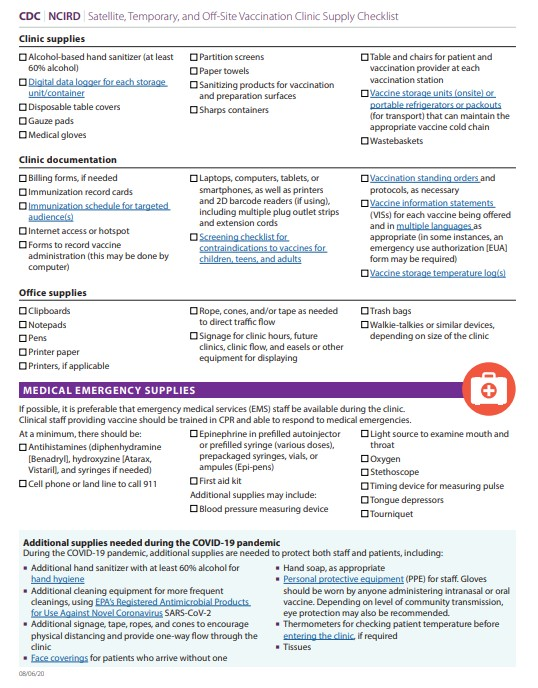 CDC | NCIRD | Satellite, Temporary, and Off-Site Vaccination Clinic Supply Checklist
Clinic supplies
Alcohol-based hand sanitizer (at least
60% alcohol)
Digital data logger for each storage
unit/container
Disposable table covers
Gauze pads
Medical gloves
Partition screens
Paper towels
Sanitizing products for vaccination
and preparation surfaces
Sharps containers
Table and chairs for patient and
vaccination provider at each
vaccination station
Vaccine storage units (onsite) or
portable refrigerators or packouts
(for transport) that can maintain the
appropriate vaccine cold chain
Wastebaskets
Clinic documentation
Billing forms, if needed
Immunization record cards
Immunization schedule for targeted
audience(s)
Internet access or hotspot
Forms to record vaccine
administration (this may be done by
computer)
Laptops, computers, tablets, or
smartphones, as well as printers
and 2D barcode readers (if using),
including multiple plug outlet strips
and extension cords
Screening checklist for
contraindications to vaccines for
children, teens, and adults
Vaccination standing orders and
protocols, as necessary
Vaccine information statements
(VISs) for each vaccine being offered
and in multiple languages as
appropriate (in some instances, an
emergency use authorization [EUA]
form may be required)
Vaccine storage temperature log(s)
Office supplies
Clipboards
Notepads
Pens
Printer paper
Printers, if applicable
Rope, cones, and/or tape as needed
to direct traffic flow
Signage for clinic hours, future
clinics, clinic flow, and easels or other
equipment for displaying
Trash bags
Walkie-talkies or similar devices,
depending on size of the clinic
MEDICAL EMERGENCY SUPPLIES
If possible, it is preferable that emergency medical services (EMS) staff be available during the clinic.
Clinical staff providing vaccine should be trained in CPR and able to respond to medical emergencies.
At a minimum, there should be:
Antihistamines (diphenhydramine
[Benadryl], hydroxyzine [Atarax,
Vistaril], and syringes if needed)
Cell phone or land line to call 911
Epinephrine in prefilled autoinjector
or prefilled syringe (various doses),
prepackaged syringes, vials, or
ampules (Epi-pens)
First aid kit
Additional supplies may include:
Blood pressure measuring device
Light source to examine mouth and
throat
Oxygen
Stethoscope
Timing device for measuring pulse
Tongue depressors
Tourniquet
Additional supplies needed during the COVID-19 pandemic
During the COVID-19 pandemic, additional supplies are needed to protect both staff and patients, including:
Additional hand sanitizer with at least 60% alcohol for
hand hygiene
Additional cleaning equipment for more frequent
cleanings, using EPA's Registered Antimicrobial Products
for Use Against Novel Coronavirus SARS-CoV-2
Additional signage, tape, ropes, and cones to encourage
physical distancing and provide one-way flow through the
clinic
Face coverings for patients who arrive without one
Hand soap, as appropriate
Personal protective equipment (PPE) for staff. Gloves
should be worn by anyone administering intranasal or oral
vaccine. Depending on level of community transmission,
eye protection may also be recommended.
Thermometers for checking patient temperature before
entering the clinic, if required
Tissues
08/06/20